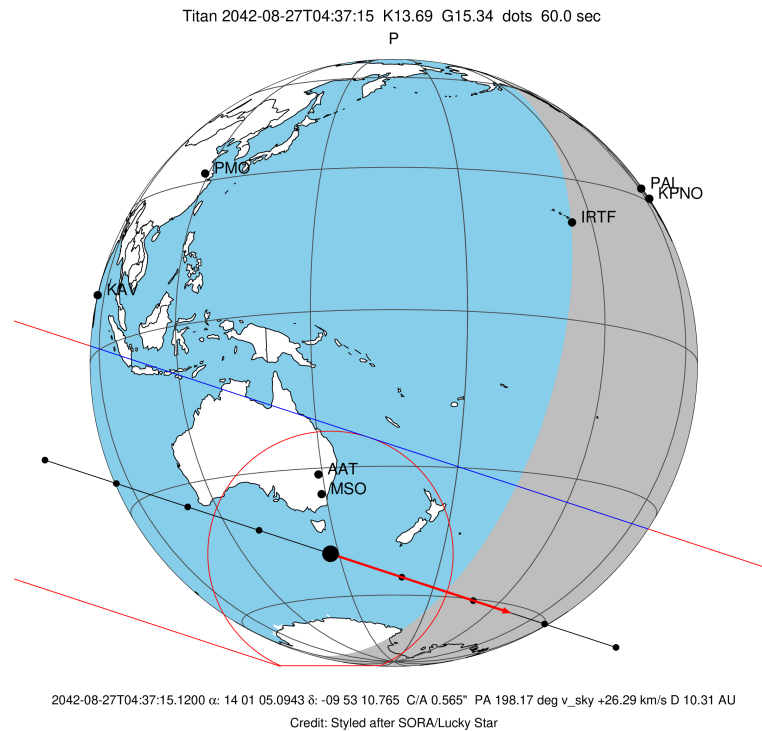 Titan 2042-08-27T04:37:15 K13.69 G15.34 dots 60.0 sec
P
PMO
PAL
KPNO
IRTF
KAV
AAT
MSO
2042-08-27T04:37:15.1200 α: 14 01 05.0943 δ: -09 53 10.765 C/A 0.565" PA 198.17 deg v_sky +26.29 km/s D 10.31 AU
Credit: Styled after SORA/Lucky Star